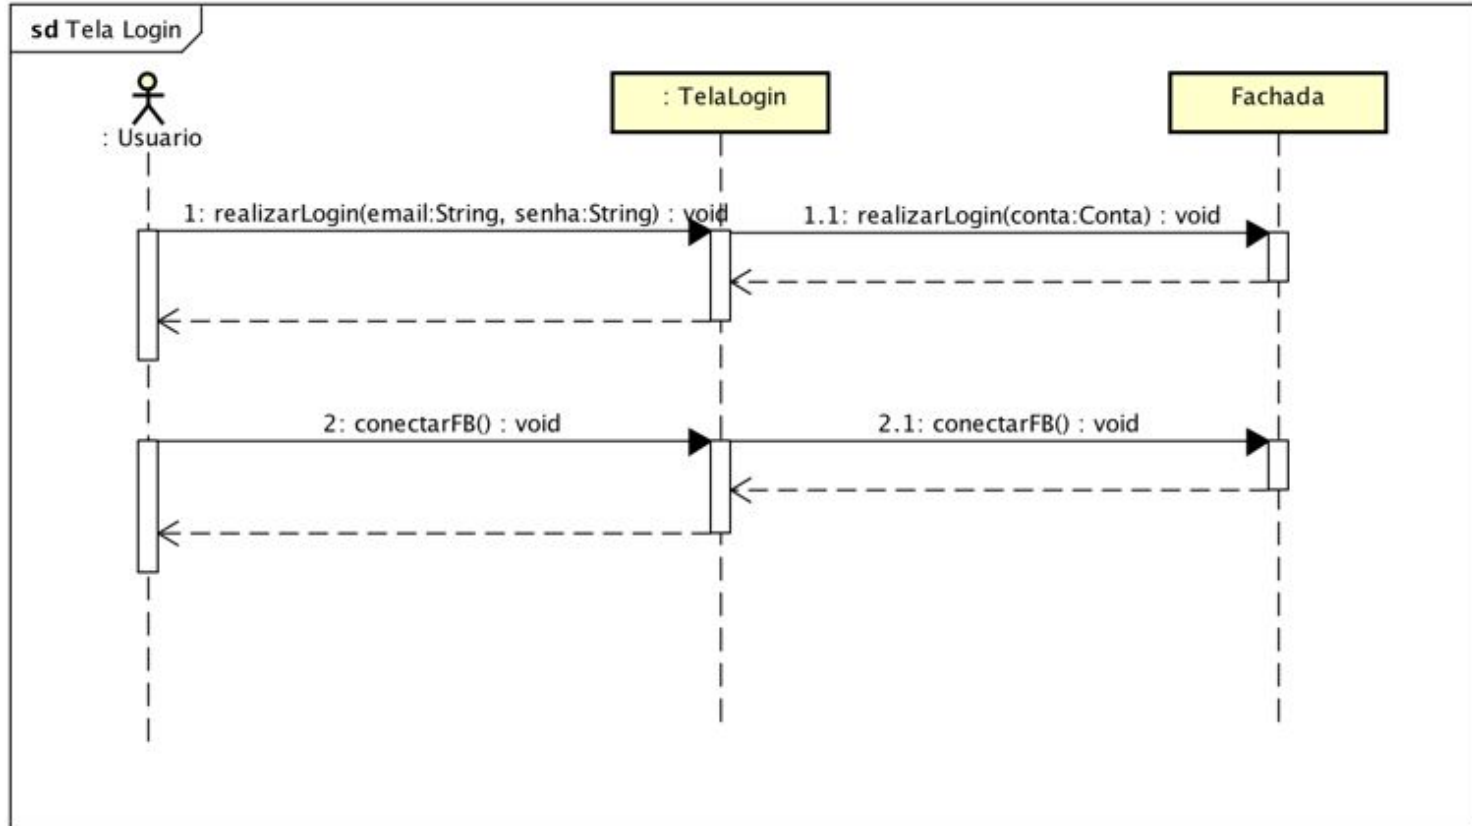 sd Tela Login
: Usuario
: TelaLogin
Fachada
1: realizarLogin(email:String, senha:String) : void
1.1: realizarLogin(conta:Conta) : void
2: conectarFB() : void
2.1: conectarFB() : void